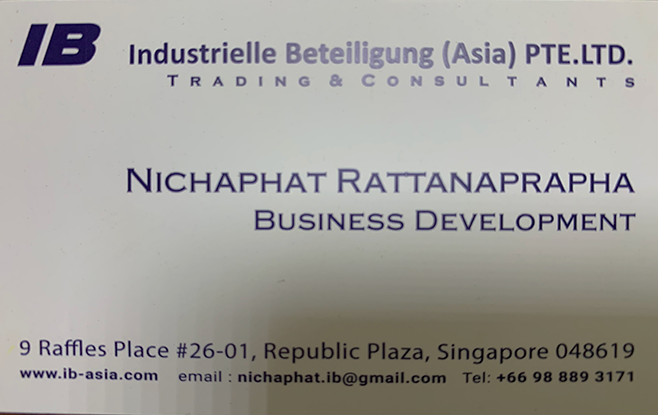 IB
Industrielle Beteiligung (Asia) PTE.LTD.
TRADING & CONSULTANTS
NICHAPHAT RATTANAPRAPHA
BUSINESS DEVELOPMENT
9 Raffles Place #26-01, Republic Plaza, Singapore 048619
www.ib-asia.com email : nichaphat.ib@gmail.com Tel: +66 98 889 3171